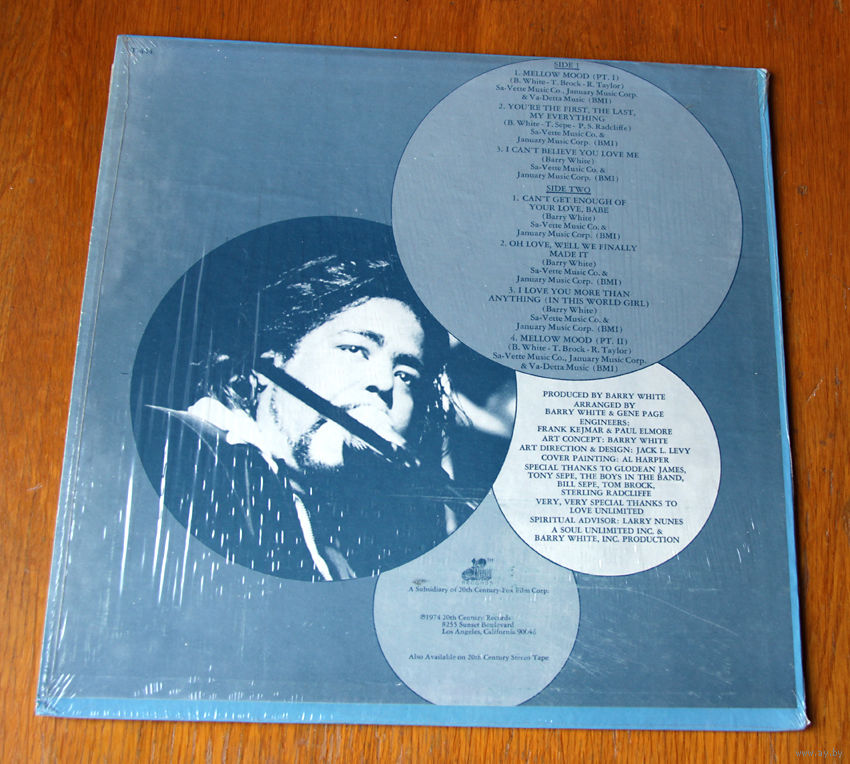 T-444
SIDE 1
1. MELLOW MOOD (PT. I)
(B. White - T. Brock - R. Taylor)
Sa-Vette Music Co., January Music Corp.
& Va-Detta Music (BMI)
2. YOU'RE THE FIRST, THE LAST,
MY EVERYTHING
(B. White - T. Sepe - P. S. Radcliffe)
Sa-Vette Music Co. &
January Music Corp. (BMI)
3. I CAN'T BELIEVE YOU LOVE ME
(Barry White)
Sa-Vette Music Co. &
January Music Corp. (BMI)
SIDE TWO
1. CAN'T GET ENOUGH OF
YOUR LOVE, BABE
(Barry White)
Sa-Vette Music Co. &
January Music Corp. (BMI)
2. OH LOVE, WELL WE FINALLY
MADE IT
(Barry White)
Sa-Vette Music Co. &
January Music Corp. (BMI)
3. I LOVE YOU MORE THAN
ANYTHING (IN THIS WORLD GIRL)
(Barry White)
Sa-Vette Music Co. &
January Music Corp. (BMI)
4. MELLOW MOOD (PT. II)
(B. White - T. Brock - R. Taylor)
Sa-Vette Music Co., January Music Corp.
& Va-Detta Music (BMI)
PRODUCED BY BARRY WHITE
ARRANGED BY
BARRY WHITE & GENE PAGE
ENGINEERS:
FRANK KEJMAR & PAUL ELMORE
ART CONCEPT: BARRY WHITE
ART DIRECTION & DESIGN: JACK L. LEVY
COVER PAINTING: AL HARPER
SPECIAL THANKS TO GLODEAN JAMES,
TONY SEPE, THE BOYS IN THE BAND,
BILL SEPE, TOM BROCK,
STERLING RADCLIFFE
VERY, VERY SPECIAL THANKS TO
LOVE UNLIMITED
SPIRITUAL ADVISOR: LARRY NUNES
A SOUL UNLIMITED INC. &
BARRY WHITE, INC. PRODUCTION
RECORDS
A Subsidiary of 20th Century-Fox Film Corp.
℗1974 20th Century Records
8255 Sunset Boulevard
Los Angeles, California 90046
Also Available on 20th Century Stereo Tape
www.ay.by